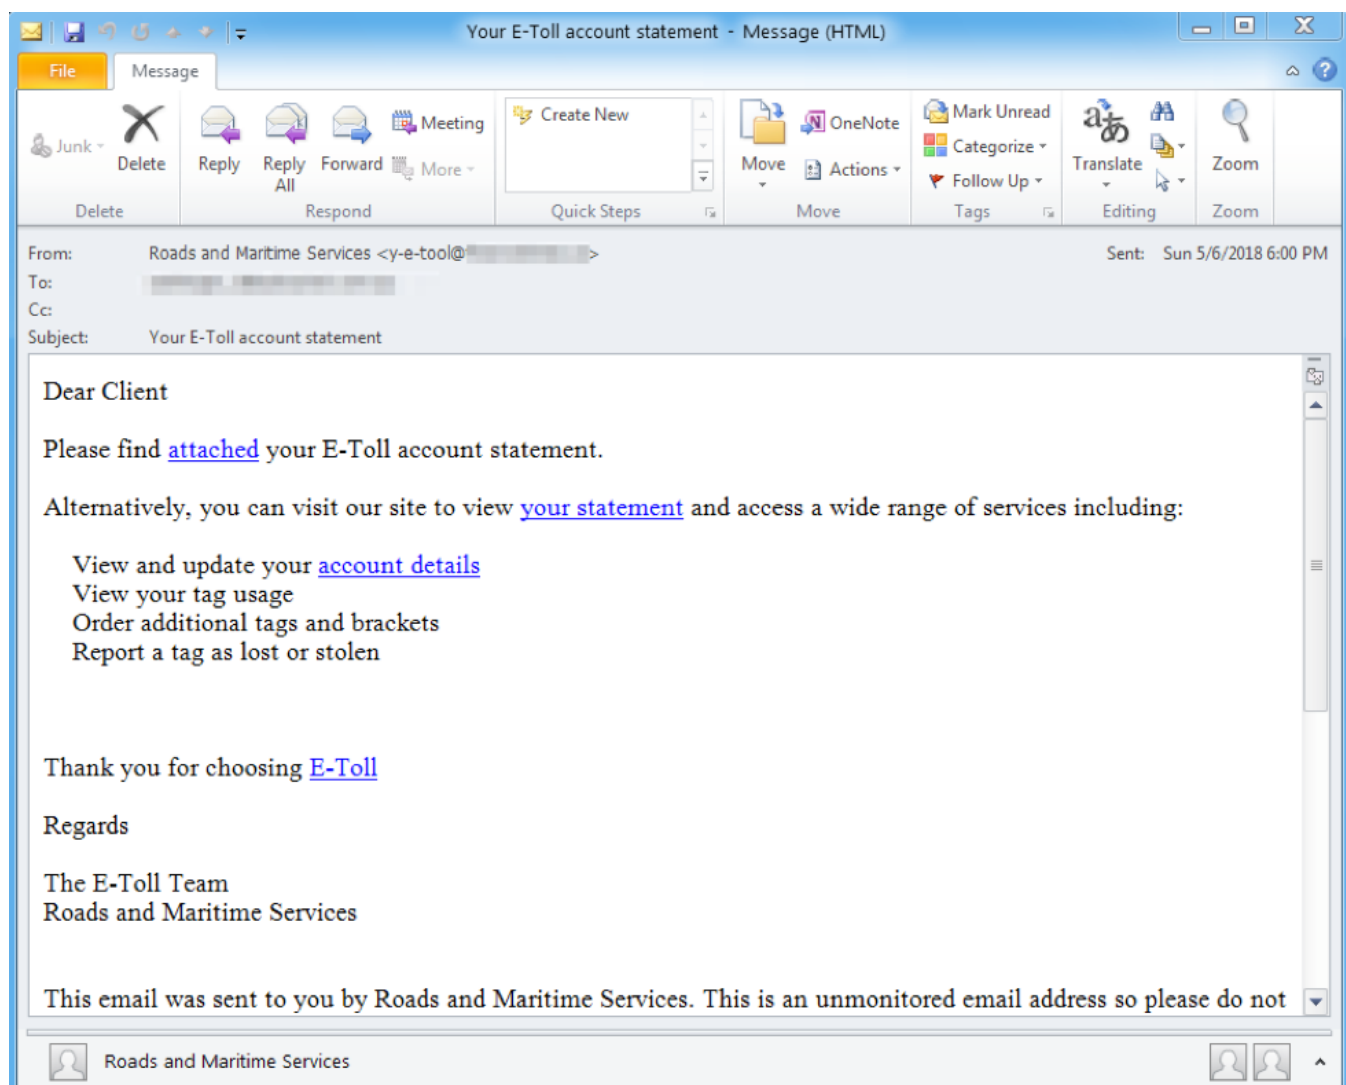 Your E-Toll account statement - Message (HTML)
File Message
Junk
Delete
Reply
Reply All
Forward
Meeting
More
Create New
Move
OneNote
Actions
Mark Unread
Categorize
Follow Up
Translate
Zoom
Delete Respond Quick Steps Move Tags Editing Zoom
From: Roads and Maritime Services <y-e-tool@ > Sent: Sun 5/6/2018 6:00 PM
To:
Cc:
Subject: Your E-Toll account statement
Dear Client
Please find attached your E-Toll account statement.
Alternatively, you can visit our site to view your statement and access a wide range of services including:
View and update your account details
View your tag usage
Order additional tags and brackets
Report a tag as lost or stolen
Thank you for choosing E-Toll
Regards
The E-Toll Team
Roads and Maritime Services
This email was sent to you by Roads and Maritime Services. This is an unmonitored email address so please do not
Roads and Maritime Services